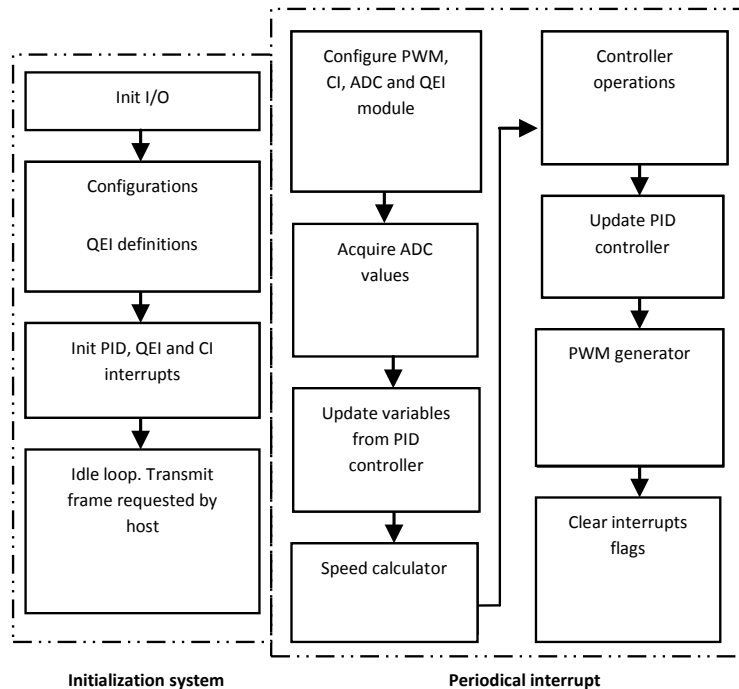 Init I/O
Configurations
QEI definitions
Init PID, QEI and CI
interrupts
Idle loop. Transmit
frame requested by
host
Initialization system
Configure PWM,
CI, ADC and QEI
module
Acquire ADC
values
Update variables
from PID
controller
Speed calculator
Controller
operations
Update PID
controller
PWM generator
Clear interrupts
flags
Periodical interrupt